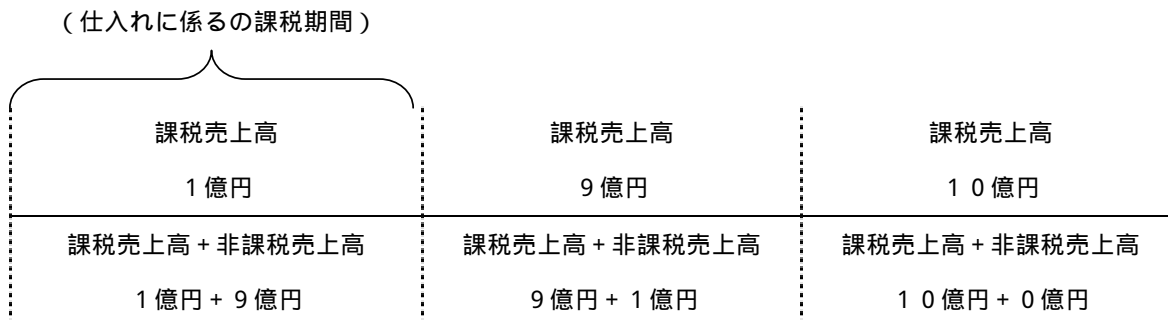 (仕入れに係るの課税期間)
課税売上高 課税売上高 課税売上高
1億円 9億円 10億円
課税売上高+非課税売上高 課税売上高+非課税売上高 課税売上高+非課税売上高
1億円+9億円 9億円+1億円 10億円+0億円